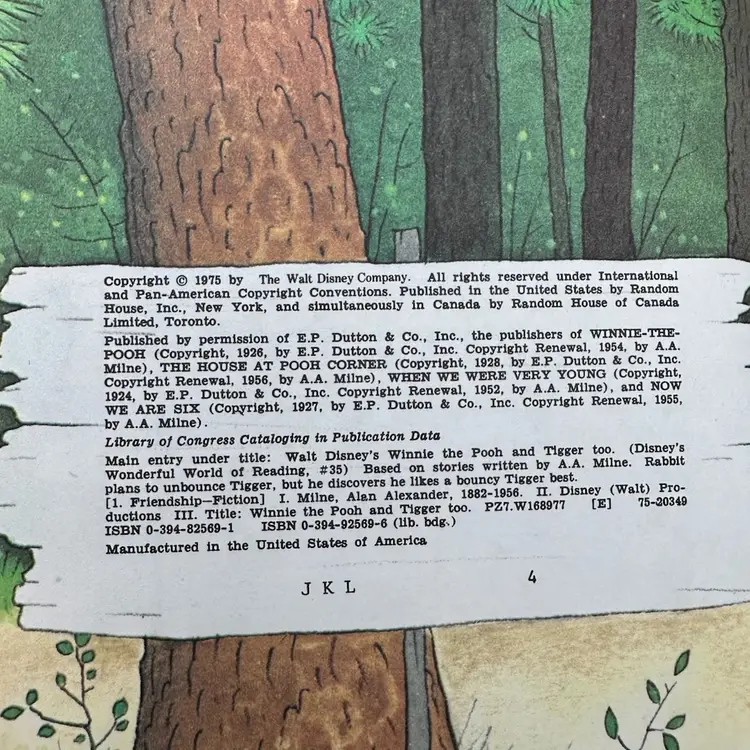 Copyright © 1975 by The Walt Disney Company. All rights reserved under International
and Pan-American Copyright Conventions. Published in the United States by Random
House, Inc., New York, and simultaneously in Canada by Random House of Canada
Limited, Toronto.
Published by permission of E.P. Dutton & Co., Inc., the publishers of WINNIE-THE-
POOH (Copyright, 1926, by E.P. Dutton & Co., Inc. Copyright Renewal, 1954, by A.A.
Milne), THE HOUSE AT POOH CORNER (Copyright, 1928, by E.P. Dutton & Co., Inc.
Copyright Renewal, 1956, by A.A. Milne), WHEN WE WERE VERY YOUNG (Copyright,
1924, by E.P. Dutton & Co., Inc. Copyright Renewal, 1952, by A.A. Milne), and NOW
WE ARE SIX (Copyright, 1927, by E.P. Dutton & Co., Inc. Copyright Renewal, 1955,
by A.A. Milne).
Library of Congress Cataloging in Publication Data
Main entry under title: Walt Disney's Winnie the Pooh and Tigger too. (Disney's
Wonderful World of Reading, #35) Based on stories written by A.A. Milne. Rabbit
plans to unbounce Tigger, but he discovers he likes a bouncy Tigger best.
[1. Friendship—Fiction] I. Milne, Alan Alexander, 1882-1956. II. Disney (Walt) Pro-
ductions III. Title: Winnie the Pooh and Tigger too. PZ7.W168977 [E] 75-20349
ISBN 0-394-82569-1 ISBN 0-394-92569-6 (lib. bdg.)
Manufactured in the United States of America
J K L 4